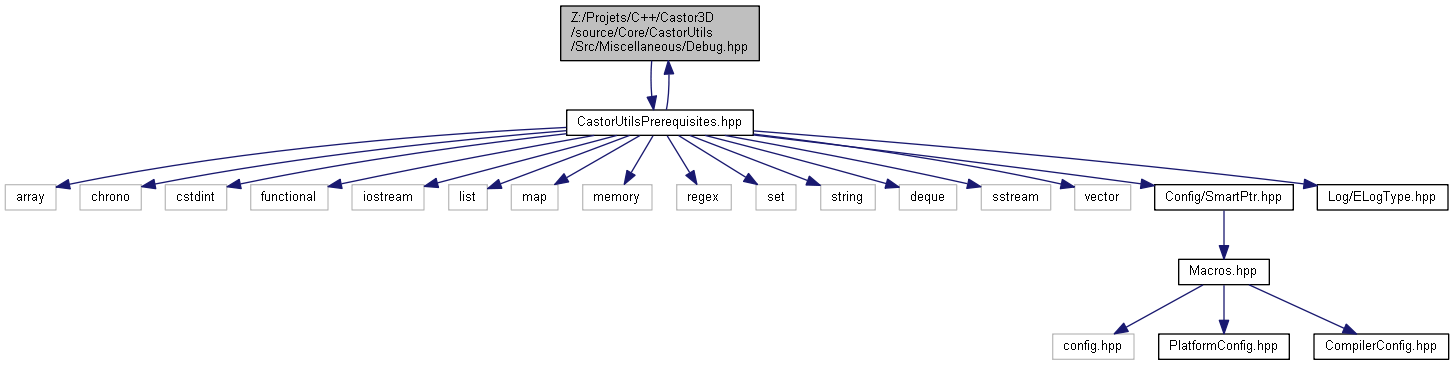 Z:/Projets/C++/Castor3D
/source/Core/CastorUtils
/Src/Miscellaneous/Debug.hpp
CastorUtilsPrerequisites.hpp
array
chrono
cstdint
functional
iostream
list
map
memory
regex
set
string
deque
sstream
vector
Config/SmartPtr.hpp
Log/ELogType.hpp
Macros.hpp
config.hpp
PlatformConfig.hpp
CompilerConfig.hpp